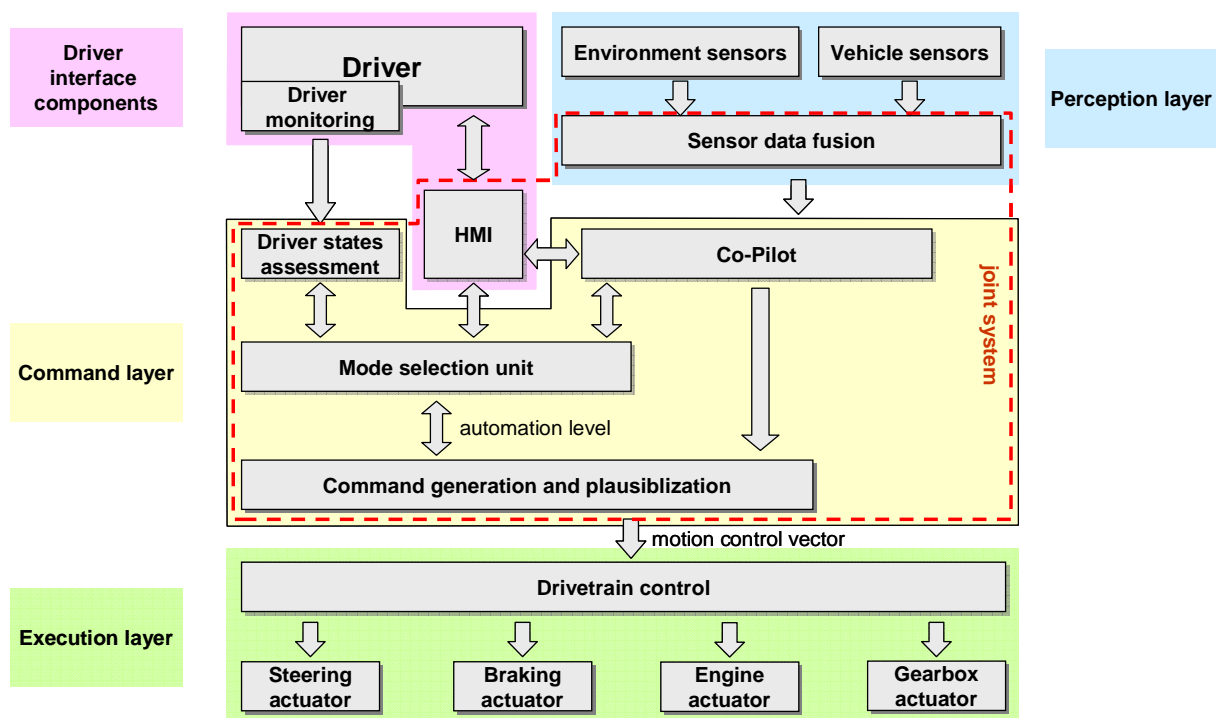 Driver
interface
components
Driver
Driver
monitoring
Environment sensors
Vehicle sensors
Perception layer
Sensor data fusion
Driver states
assessment
HMI
Co-Pilot
joint system
Command layer
Mode selection unit
automation level
Command generation and plausiblization
motion control vector
Execution layer
Drivetrain control
Steering
actuator
Braking
actuator
Engine
actuator
Gearbox
actuator